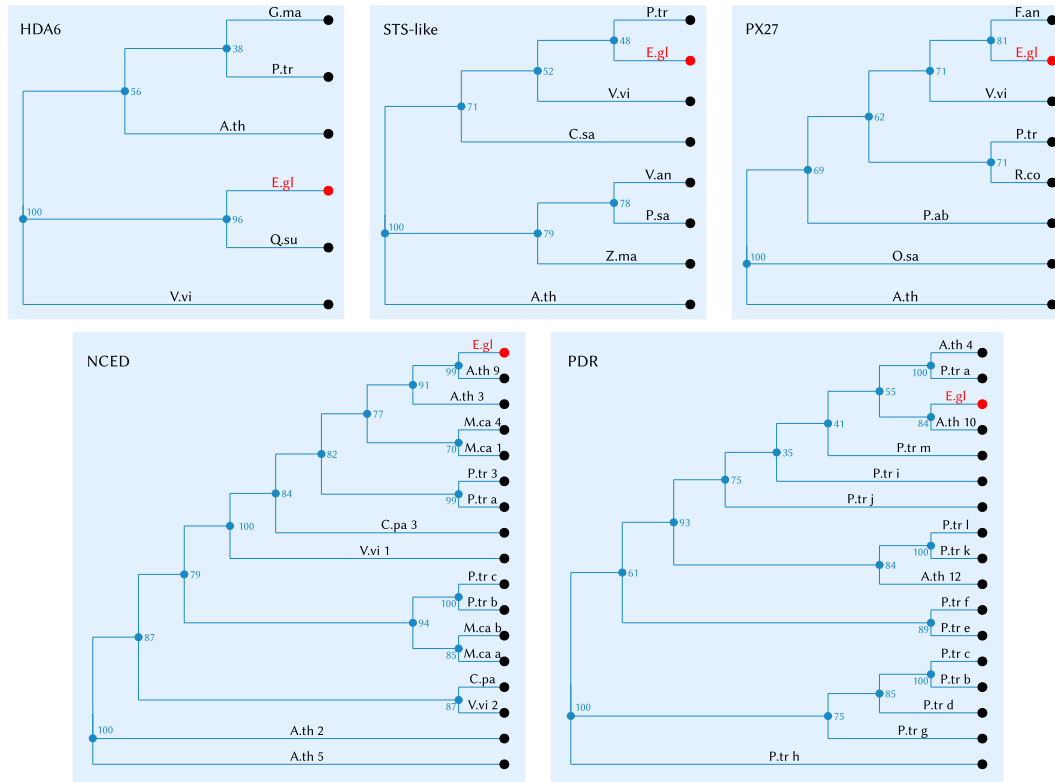 HDA6
G.ma
38
P.tr
56
A.th
E.gl
100
96
Q.su
V.vi
STS-like
P.tr
48
E.gl
52
V.vi
71
C.sa
V.an
78
P.sa
100
79
Z.ma
A.th
PX27
F.an
81
E.gl
71
V.vi
62
P.tr
71
R.co
69
P.ab
O.sa
100
A.th
NCED
E.gl
99
A.th 9
91
A.th 3
77
M.ca 4
70
M.ca 1
82
P.tr 3
99
P.tr a
84
C.pa 3
100
V.vi 1
79
P.tr c
100
P.tr b
94
M.ca b
85
M.ca a
87
C.pa
87
V.vi 2
100
A.th 2
A.th 5
PDR
A.th 4
100
P.tr a
55
E.gl
84
A.th 10
41
P.tr m
35
P.tr i
75
P.tr j
93
P.tr l
100
P.tr k
84
A.th 12
61
P.tr f
89
P.tr e
P.tr c
100
P.tr b
85
P.tr d
100
75
P.tr g
P.tr h